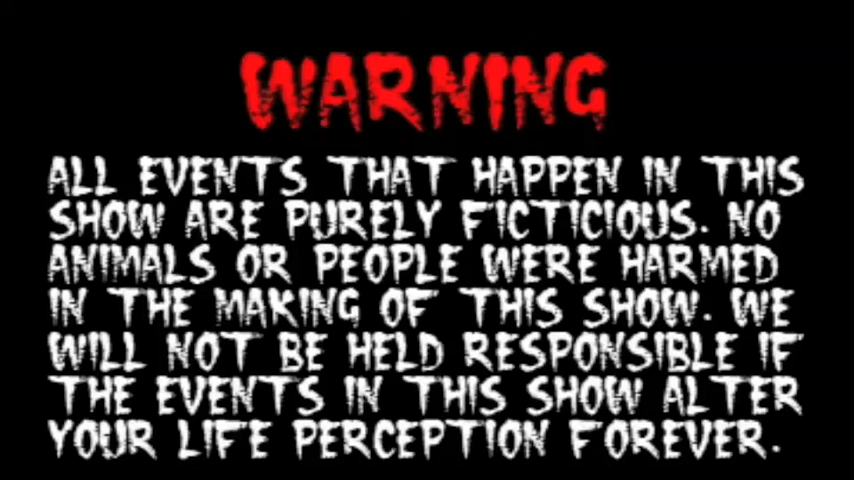 WARNING
ALL EVENTS THAT HAPPEN IN THIS
SHOW ARE PURELY FICTICIOUS. NO
ANIMALS OR PEOPLE WERE HARMED
IN THE MAKING OF THIS SHOW. WE
WILL NOT BE HELD RESPONSIBLE IF
THE EVENTS IN THIS SHOW ALTER
YOUR LIFE PERCEPTION FOREVER.